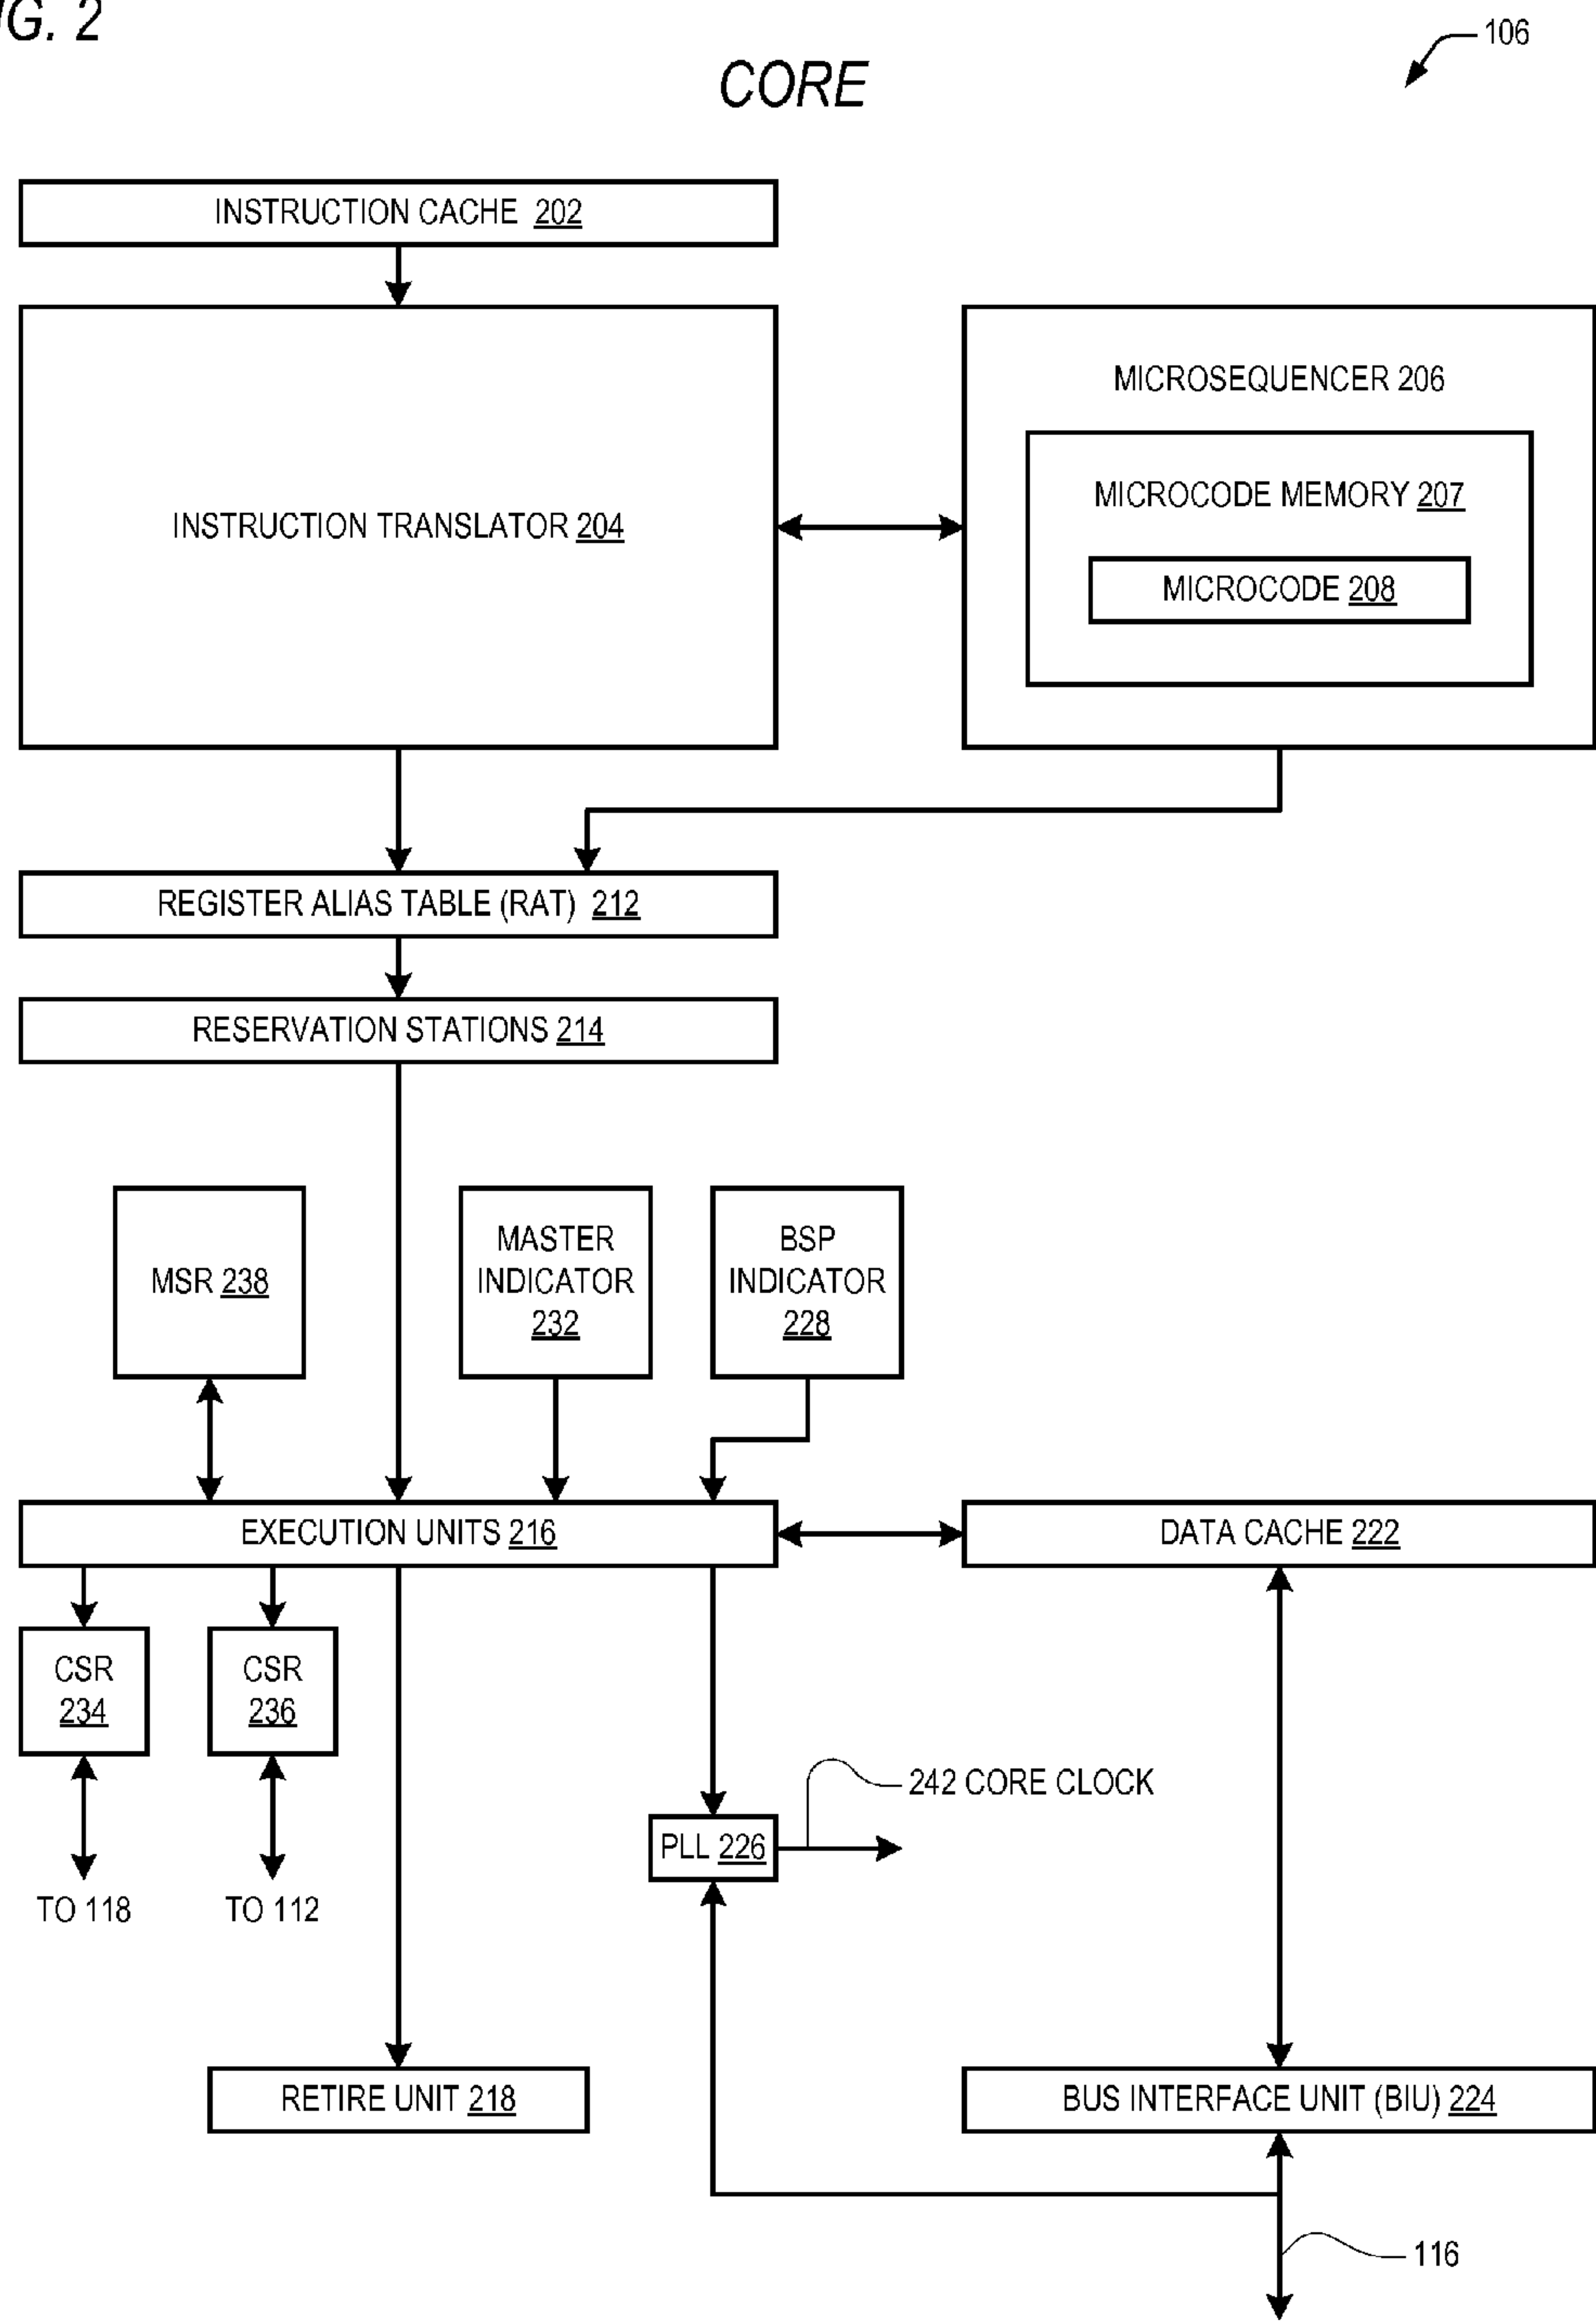 G. 2
106
CORE
INSTRUCTION CACHE 202
MICROSEQUENCER 206
MICROCODE MEMORY 207
INSTRUCTION TRANSLATOR 204
MICROCODE 208
REGISTER ALIAS TABLE (RAT) 212
RESERVATION STATIONS 214
MSR 238
MASTER
INDICATOR
232
BSP
INDICATOR
228
EXECUTION UNITS 216
DATA CACHE 222
CSR
234
CSR
236
242 CORE CLOCK
PLL 226
TO 118
TO 112
RETIRE UNIT 218
BUS INTERFACE UNIT (BIU) 224
116